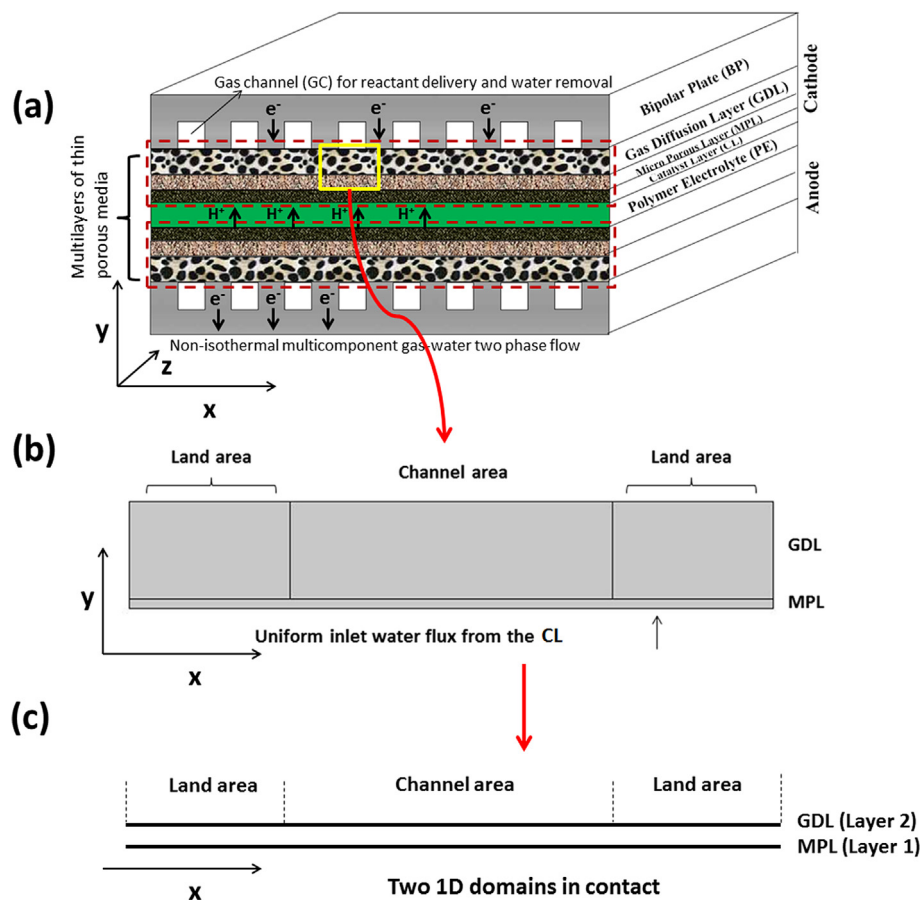 (a)
Gas channel (GC) for reactant delivery and water removal
e- e- e-
Bipolar Plate (BP)
Gas Diffusion Layer (GDL)
Micro Porous Layer (MPL)
Catalyst Layer (CL)
Polymer Electrolyte (PE)
Cathode
Anode
Multilayers of thin
porous media
H+ H+ H+ H+
e- e- e-
Non-isothermal multicomponent gas-water two phase flow
y
z
x
(b)
Land area
Channel area
Land area
GDL
MPL
y
Uniform inlet water flux from the CL
x
(c)
Land area
Channel area
Land area
GDL (Layer 2)
MPL (Layer 1)
x
Two 1D domains in contact